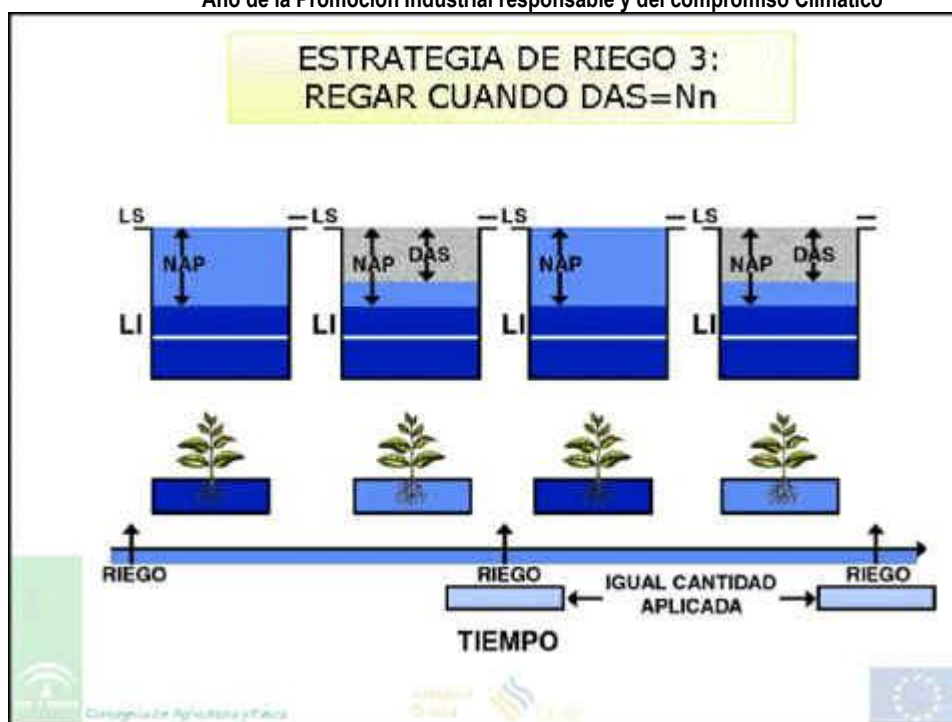 Año de la Promoción Industrial responsable y del compromiso Climático
ESTRATEGIA DE RIEGO 3:
REGAR CUANDO DAS=Nn
LS LS LS LS
NAP NAP DAS NAP NAP DAS
LI LI LI LI
RIEGO RIEGO RIEGO
IGUAL CANTIDAD
APLICADA
TIEMPO
Consejería de Agricultura y Pesca